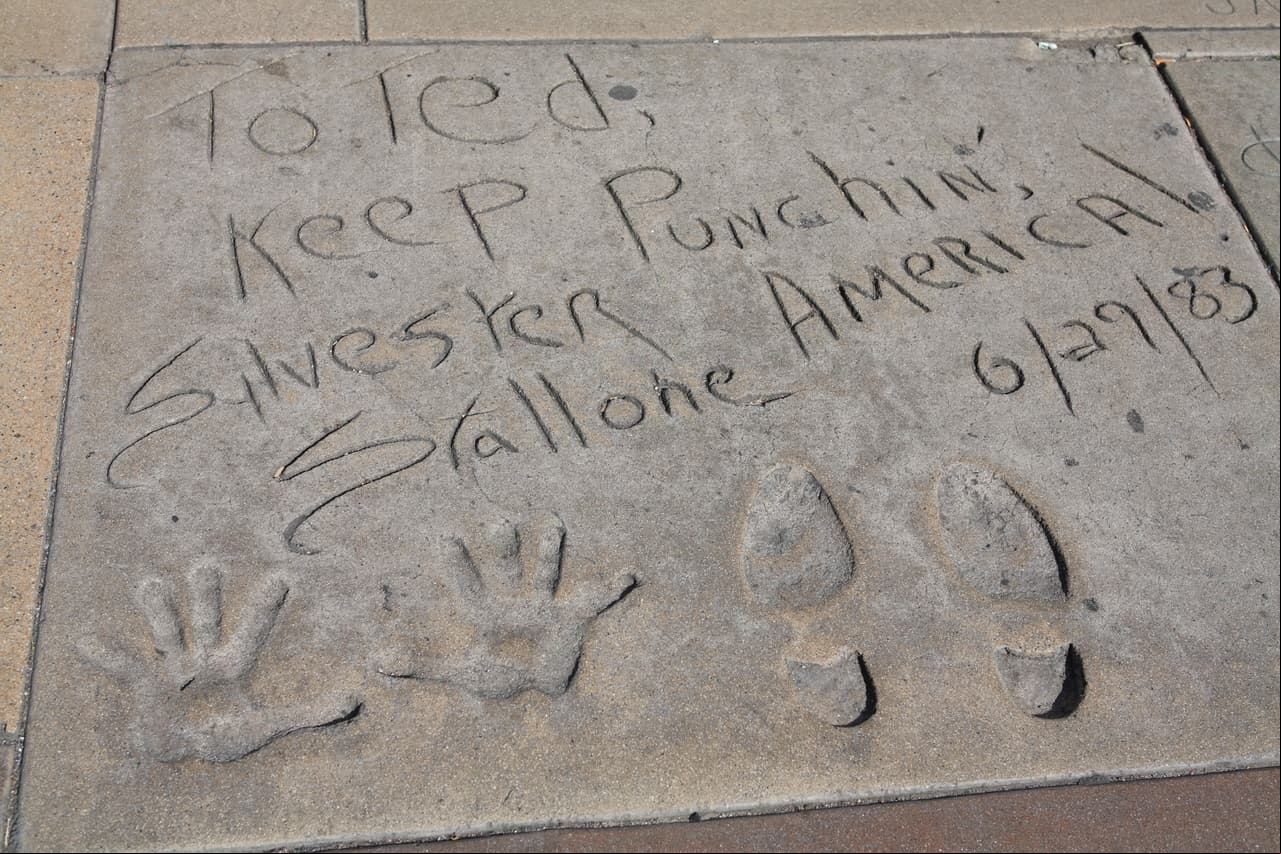 To Ted,
Keep Punchin',
America!
Sylvester
Stallone
6/29/83